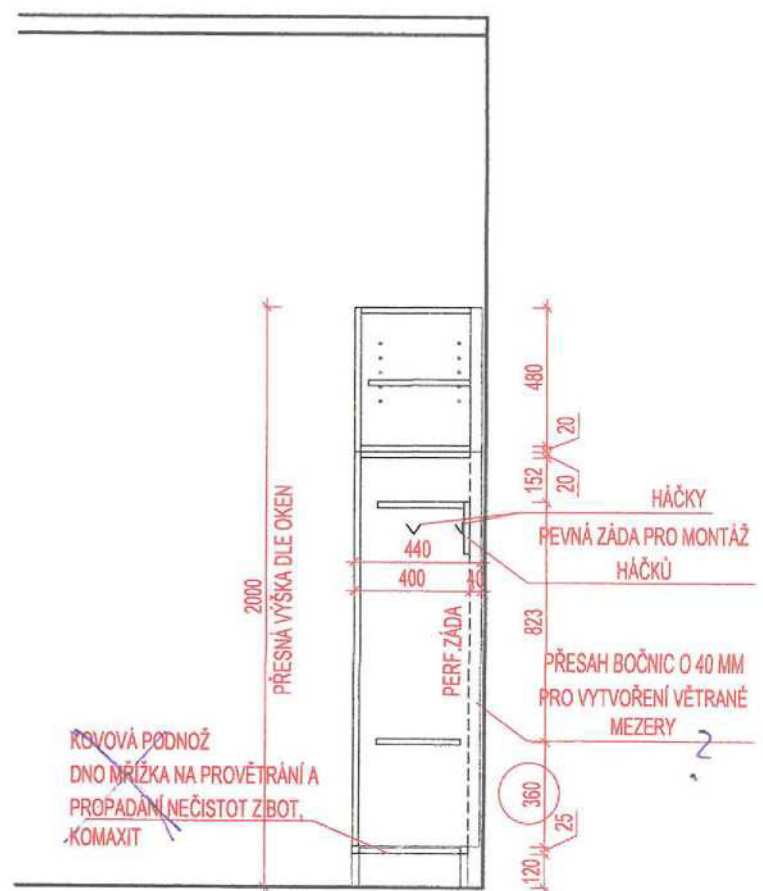 480
20
152
20
HÁČKY
PEVNÁ ZÁDA PRO MONTÁŽ
HÁČKŮ
440
400
40
2000
PŘESNÁ VÝŠKA DLE OKEN
PERF.ZÁDA
823
PŘESAH BOČNIC O 40 MM
PRO VYTVOŘENÍ VĚTRANÉ
MEZERY
?
KOVOVÁ PODNOŽ
DNO MŘÍŽKA NA PROVĚTRÁNÍ A
PROPADÁNÍ NEČISTOT Z BOT,
KOMAXIT
360
25
120